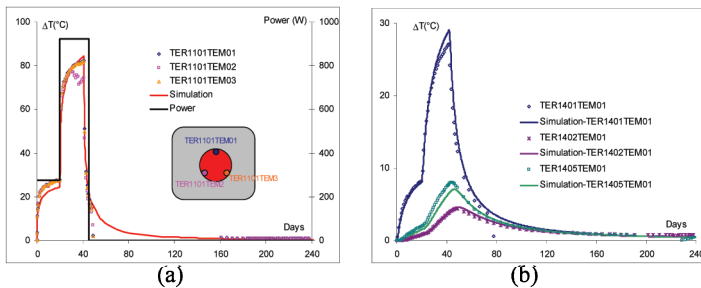 ΔT(°C)
Power (W)
100
80
60
40
20
0
1000
800
600
400
200
0
TER1101TEM01
TER1101TEM02
TER1101TEM03
Simulation
Power
TER1101TEM01
TER1101TEM2
TER1101TEM3
Days
0 40 80 120 160 200 240
(a)
ΔT(°C)
30
20
10
0
TER1401TEM01
Simulation-TER1401TEM01
TER1402TEM01
Simulation-TER1402TEM01
TER1405TEM01
Simulation-TER1405TEM01
Days
0 40 80 120 160 200 240
(b)